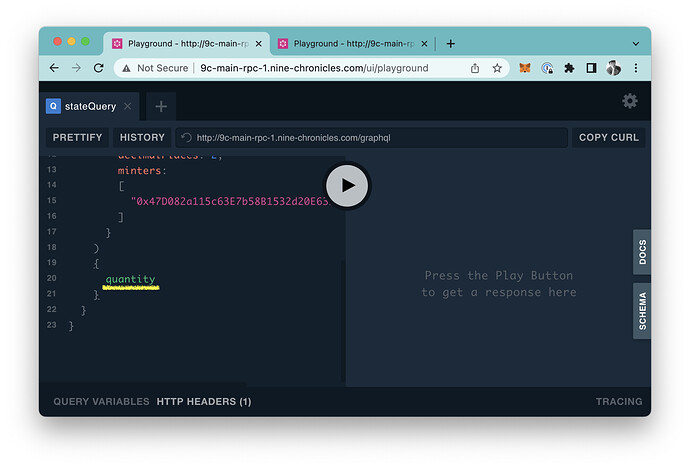 Playground - http://9c-main-rp
Playground - http://9c-main-rp
Not Secure 9c-main-rpc-1.nine-chronicles.com/ui/playground
Q stateQuery
PRETTIFY HISTORY http://9c-main-rpc-1.nine-chronicles.com/graphql COPY CURL
13 minters:
14 [
15 "0x47D082a115c63E7b58B1532d20E63
16 ]
17 }
18 )
19 {
20 quantity
21 }
22 }
23 }
Press the Play Button
to get a response here
DOCS
SCHEMA
QUERY VARIABLES HTTP HEADERS (1) TRACING